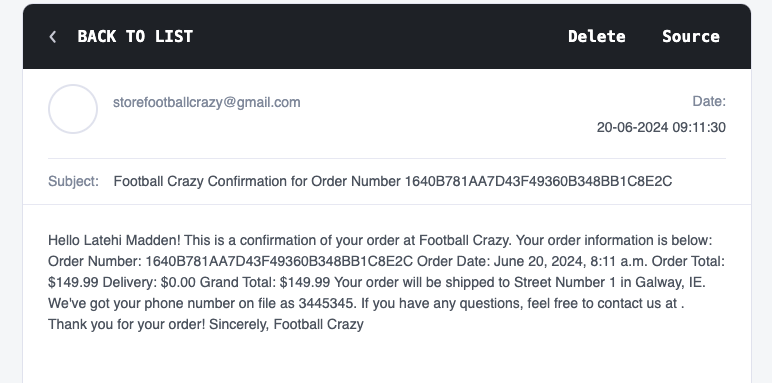 BACK TO LIST
Delete
Source
storefootballcrazy@gmail.com
Date:
20-06-2024 09:11:30
Subject: Football Crazy Confirmation for Order Number 1640B781AA7D43F49360B348BB1C8E2C
Hello Latehi Madden! This is a confirmation of your order at Football Crazy. Your order information is below:
Order Number: 1640B781AA7D43F49360B348BB1C8E2C Order Date: June 20, 2024, 8:11 a.m. Order Total:
$149.99 Delivery: $0.00 Grand Total: $149.99 Your order will be shipped to Street Number 1 in Galway, IE.
We've got your phone number on file as 3445345. If you have any questions, feel free to contact us at .
Thank you for your order! Sincerely, Football Crazy